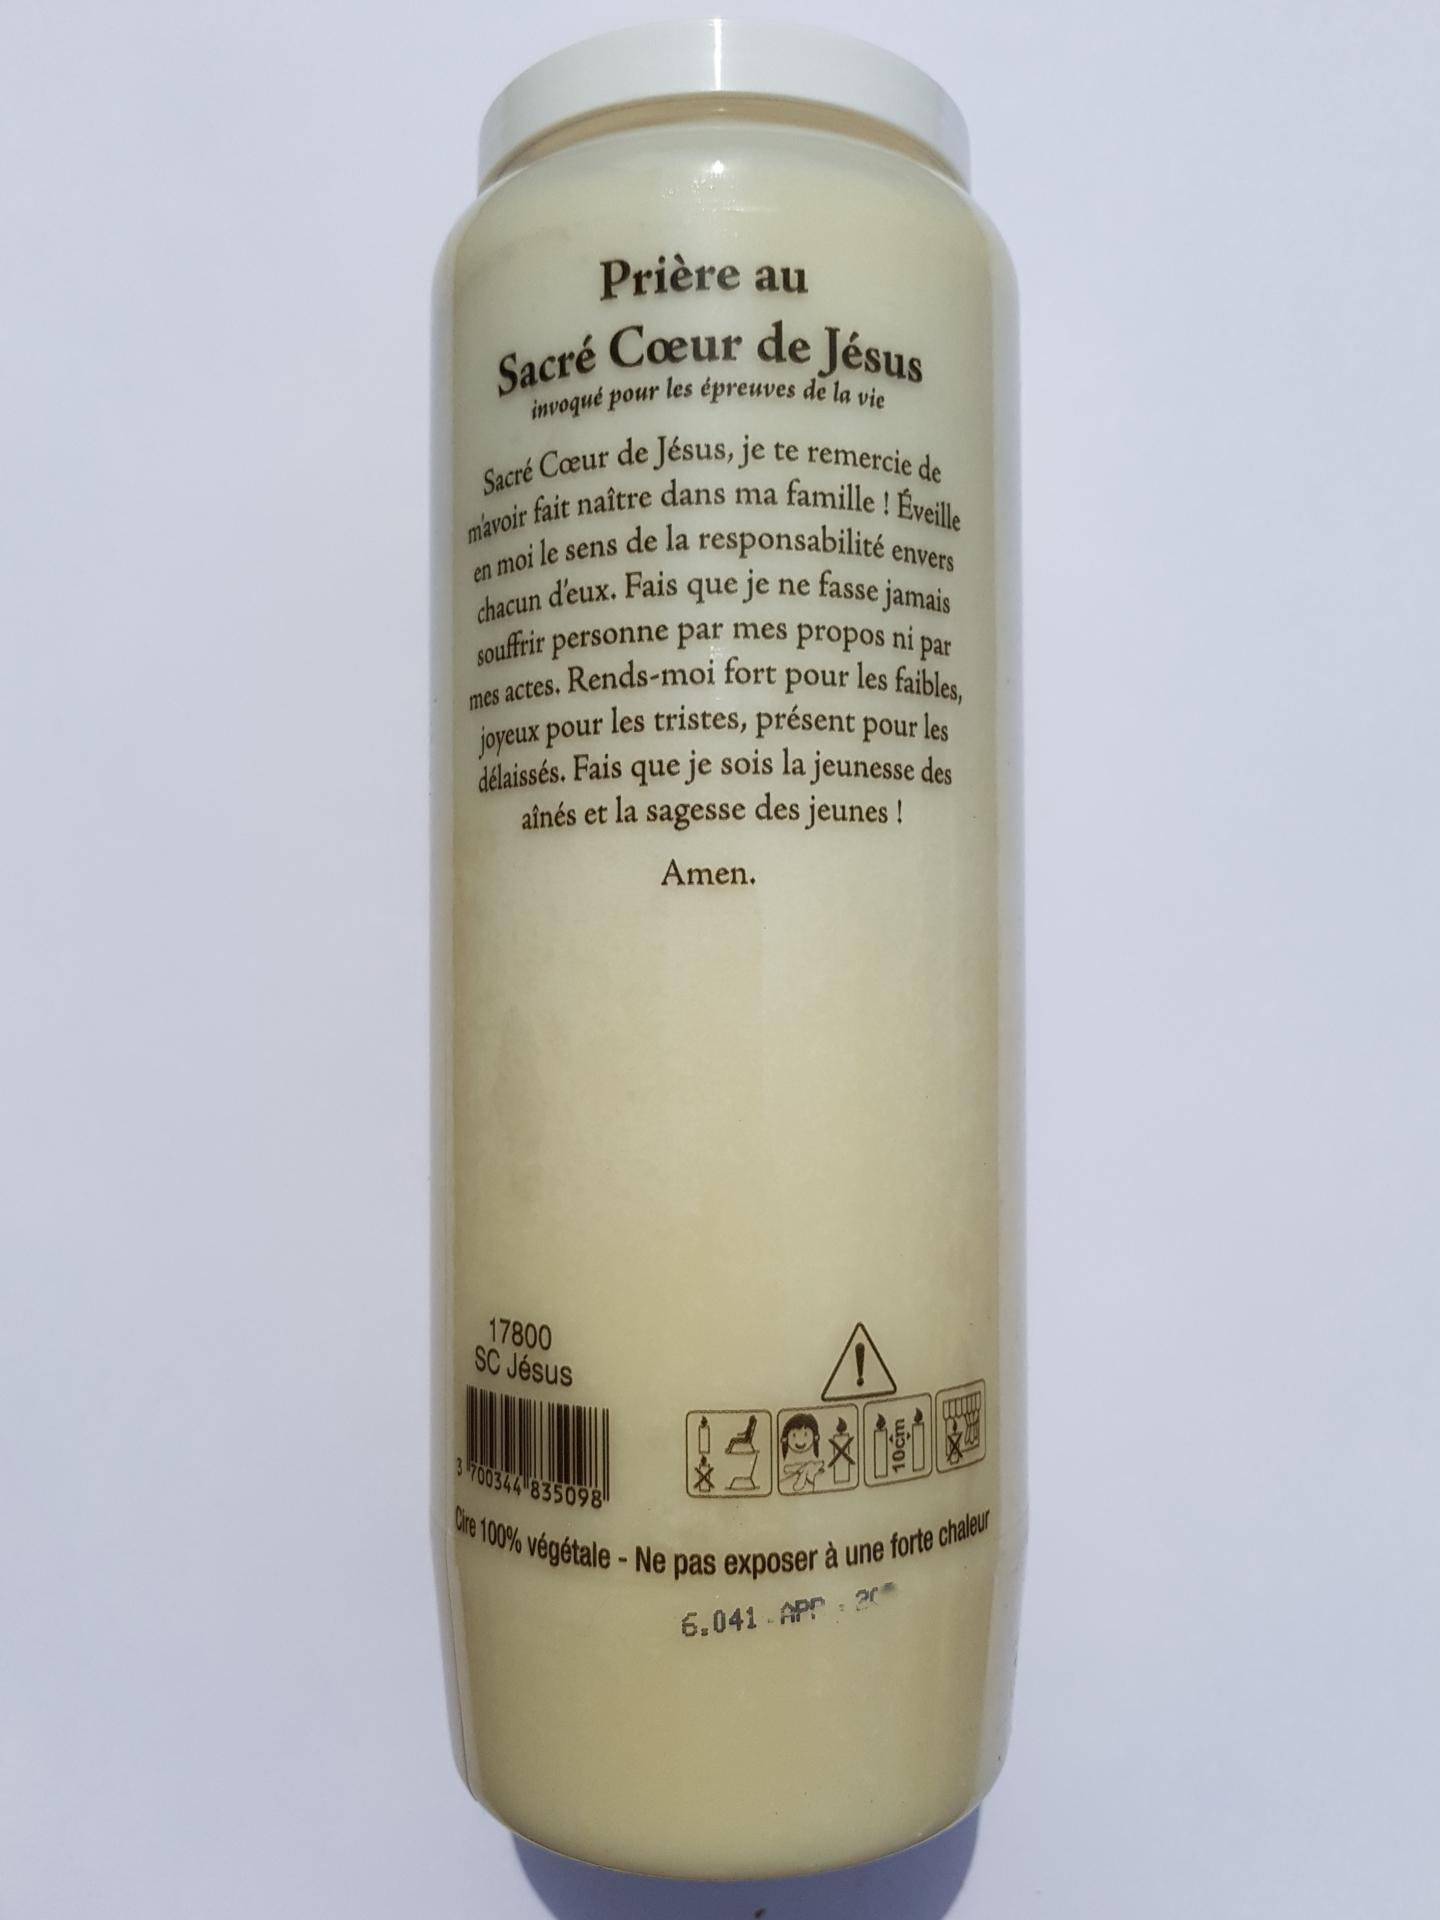 Prière au
Sacré Cœur de Jésus
invoqué pour les épreuves de la vie
Sacré Cœur de Jésus, je te remercie de
m'avoir fait naître dans ma famille ! Éveille
en moi le sens de la responsabilité envers
chacun d'eux. Fais que je ne fasse jamais
souffrir personne par mes propos ni par
mes actes. Rends-moi fort pour les faibles,
joyeux pour les tristes, présent pour les
délaissés. Fais que je sois la jeunesse des
aînés et la sagesse des jeunes !
Amen.
17800
SC Jésus
3 700344 835098
10cm
Cire 100% végétale - Ne pas exposer à une forte chaleur
6.041